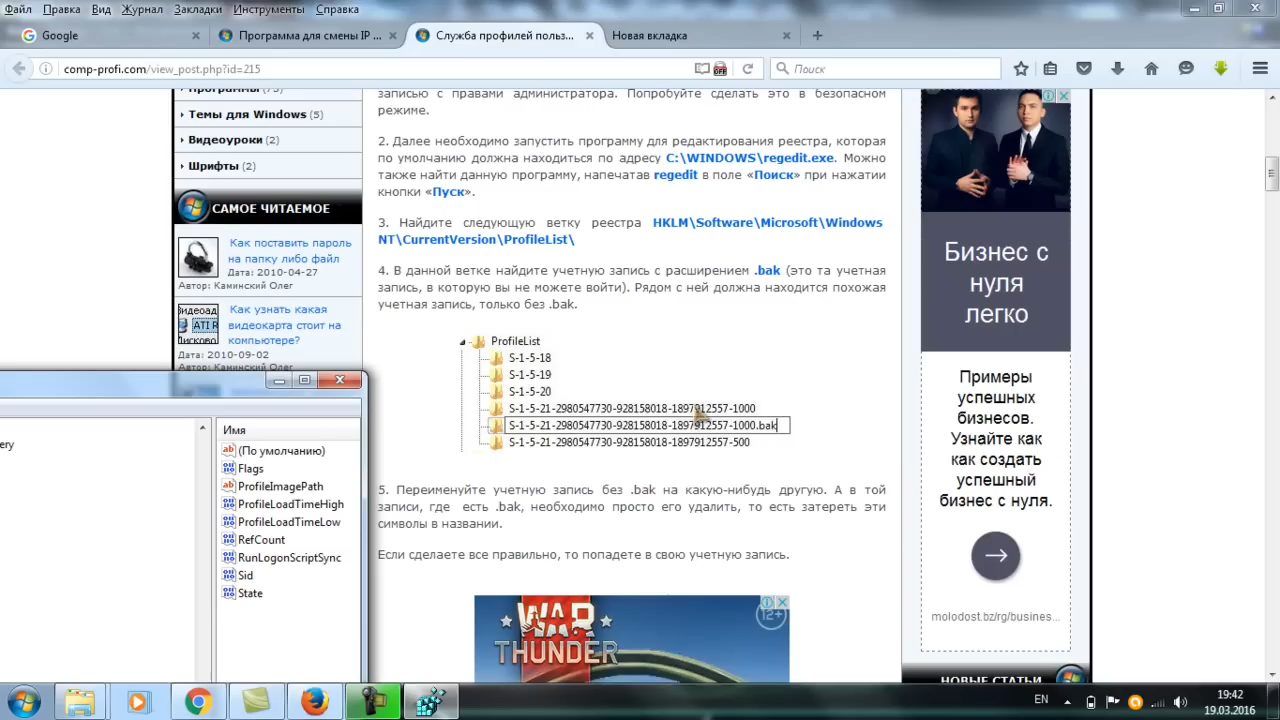 Файл Вид Журнал Закладки Инструменты Справка
Google
Программа для смены IP ...
Служба профилей польз...
Новая вкладка
comp-profi.com/view_post.php?id=215
OFF
Поиск
Темы для Windows (5)
Видеоуроки (2)
Шрифты (2)
САМОЕ ЧИТАЕМОЕ
Как поставить пароль
на папку либо файл
Дата: 2010-04-27
Автор: Каминский Олег
Как узнать какая
видеокарта стоит на
компьютере?
Дата: 2010-09-02
Автор: Каминский Олег
записью с правами администратора. Попробуйте сделать это в безопасном
режиме.
2. Далее необходимо запустить программу для редактирования реестра, которая
по умолчанию должна находиться по адресу C:\WINDOWS\regedit.exe. Можно
также найти данную программу, напечатав regedit в поле «Поиск» при нажатии
кнопки «Пуск».
3. Найдите следующую ветку реестра HKLM\Software\Microsoft\Windows
NT\CurrentVersion\ProfileList\
4. В данной ветке найдите учетную запись с расширением .bak (это та учетная
запись, в которую вы не можете войти). Рядом с ней должна находится похожая
учетная запись, только без .bak.
ProfileList
S-1-5-18
S-1-5-19
S-1-5-20
S-1-5-21-2980547730-928158018-1897912557-1000
S-1-5-21-2980547730-928158018-1897912557-1000.bak
S-1-5-21-2980547730-928158018-1897912557-500
5. Переименуйте учетную запись без .bak на какую-нибудь другую. А в той
записи, где есть .bak, необходимо просто его удалить, то есть затереть эти
символы в названии.
Если сделаете все правильно, то попадете в свою учетную запись.
WAR
THUNDER
12+
Бизнес с
нуля
легко
Примеры
успешных
бизнесов.
Узнайте как
как создать
успешный
бизнес с нуля.
molodost.bz/rg/busines...
НОВЫЕ СТАТЬИ
Имя
(По умолчанию)
Flags
ProfileImagePath
ProfileLoadTimeHigh
ProfileLoadTimeLow
RefCount
RunLogonScriptSync
Sid
State
EN
19:42
19.03.2016